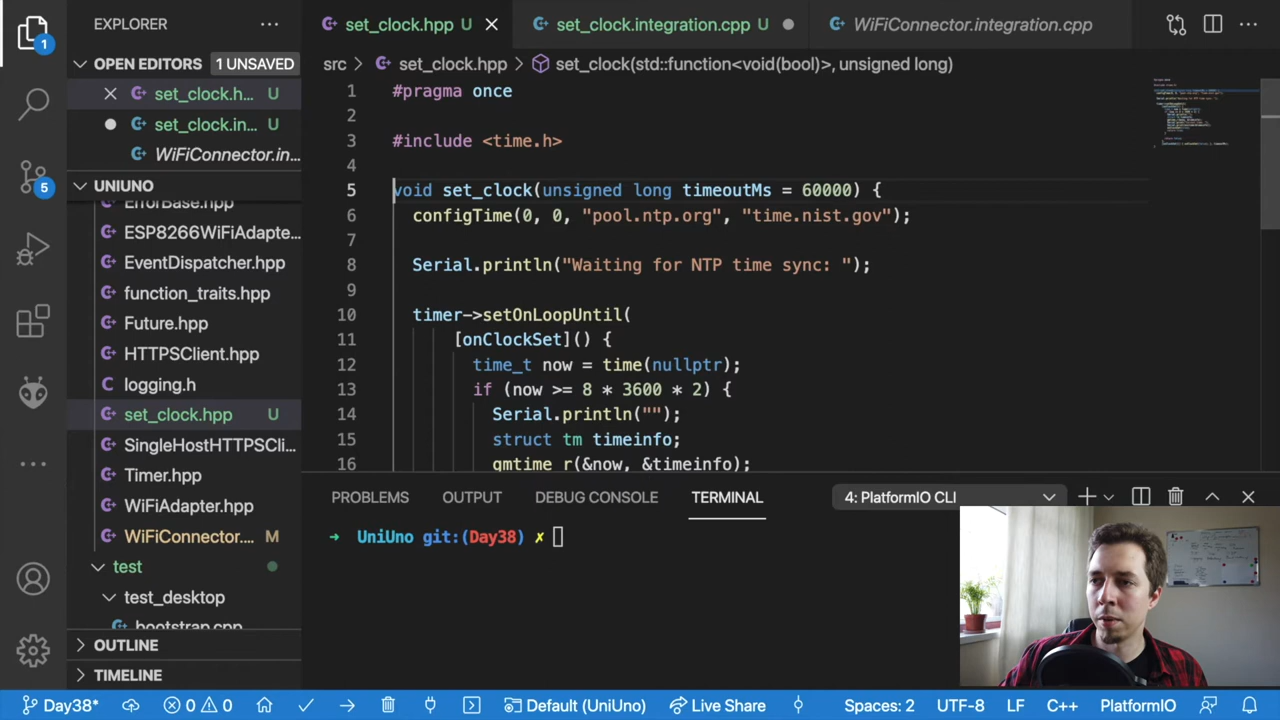 EXPLORER
OPEN EDITORS 1 UNSAVED
set_clock.h... U
set_clock.in... U
WiFiConnector.in...
UNIUNO
ErrorBase.hpp
ESP8266WiFiAdapte...
EventDispatcher.hpp
function_traits.hpp
Future.hpp
HTTPSClient.hpp
logging.h
set_clock.hpp U
SingleHostHTTPSCli...
Timer.hpp
WiFiAdapter.hpp
WiFiConnector.... M
test
test_desktop
bootstrap.cpp
OUTLINE
TIMELINE
1
5
set_clock.hpp U
set_clock.integration.cpp U
WiFiConnector.integration.cpp
src > set_clock.hpp > set_clock(std::function<void(bool)>, unsigned long)
1 #pragma once
2
3 #include <time.h>
4
5 void set_clock(unsigned long timeoutMs = 60000) {
6 configTime(0, 0, "pool.ntp.org", "time.nist.gov");
7
8 Serial.println("Waiting for NTP time sync: ");
9
10 timer->setOnLoopUntil(
11 [onClockSet]() {
12 time_t now = time(nullptr);
13 if (now >= 8 * 3600 * 2) {
14 Serial.println("");
15 struct tm timeinfo;
16 gmtime_r(&now, &timeinfo);
PROBLEMS OUTPUT DEBUG CONSOLE TERMINAL 4: PlatformIO CLI
→ UniUno git:(Day38) ✗
Day38* 0 0 Default (UniUno) Live Share Spaces: 2 UTF-8 LF C++ PlatformIO